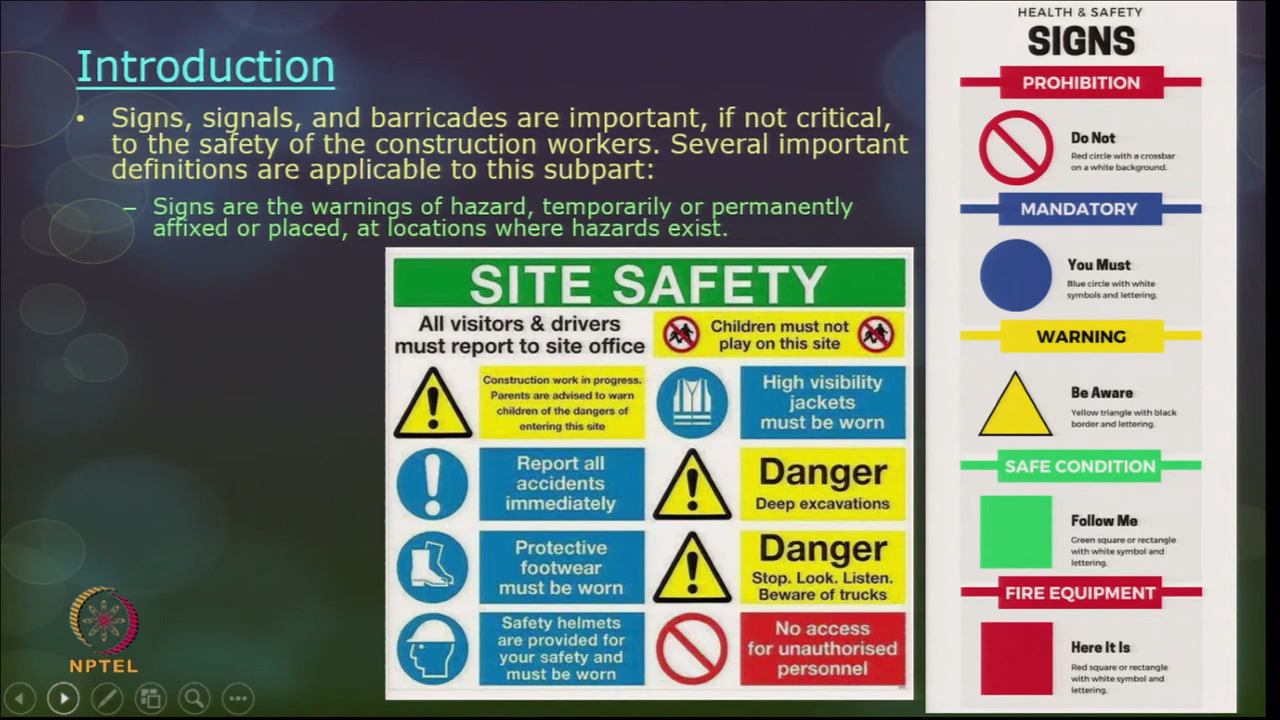 Introduction
• Signs, signals, and barricades are important, if not critical,
to the safety of the construction workers. Several important
definitions are applicable to this subpart:
– Signs are the warnings of hazard, temporarily or permanently
affixed or placed, at locations where hazards exist.
SITE SAFETY
All visitors & drivers
must report to site office
Children must not
play on this site
Construction work in progress.
Parents are advised to warn
children of the dangers of
entering this site
High visibility
jackets
must be worn
Report all
accidents
immediately
Danger
Deep excavations
Protective
footwear
must be worn
Danger
Stop. Look. Listen.
Beware of trucks
Safety helmets
are provided for
your safety and
must be worn
No access
for unauthorised
personnel
HEALTH & SAFETY
SIGNS
PROHIBITION
Do Not
Red circle with a crossbar
on a white background.
MANDATORY
You Must
Blue circle with white
symbols and lettering.
WARNING
Be Aware
Yellow triangle with black
border and lettering.
SAFE CONDITION
Follow Me
Green square or rectangle
with white symbol and
lettering.
FIRE EQUIPMENT
Here It Is
Red square or rectangle
with white symbol and
lettering.
NPTEL